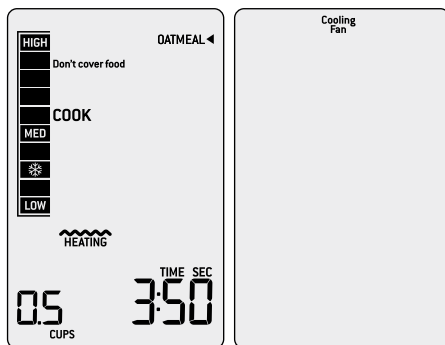 HIGH
OATMEAL
Don't cover food
COOK
MED
LOW
HEATING
TIME SEC
0.5
3:50
CUPS
Cooling
Fan